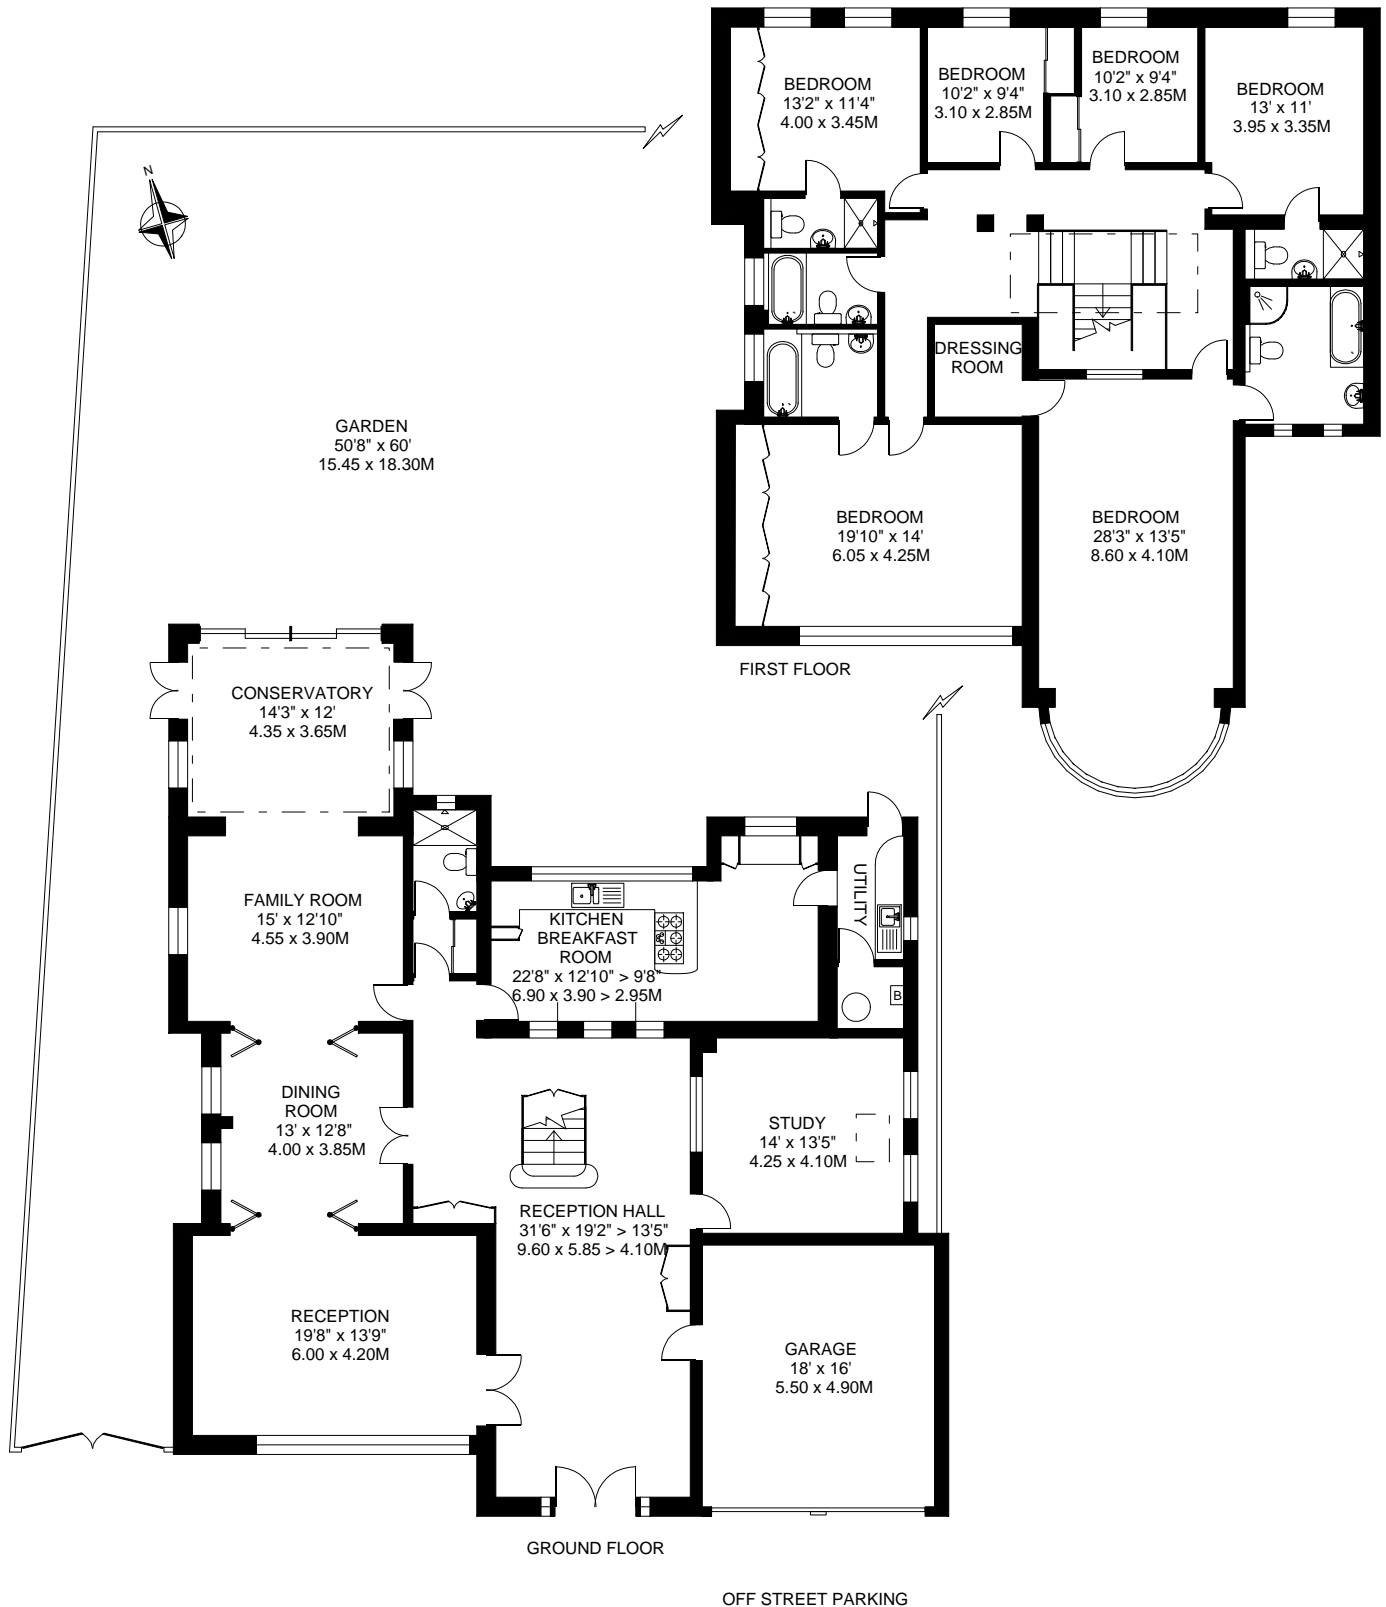 BEDROOM
13'2" x 11'4"
4.00 x 3.45M
BEDROOM
10'2" x 9'4"
3.10 x 2.85M
BEDROOM
10'2" x 9'4"
3.10 x 2.85M
BEDROOM
13' x 11'
3.95 x 3.35M
N
DRESSING
ROOM
GARDEN
50'8" x 60'
15.45 x 18.30M
BEDROOM
19'10" x 14'
6.05 x 4.25M
BEDROOM
28'3" x 13'5"
8.60 x 4.10M
FIRST FLOOR
CONSERVATORY
14'3" x 12'
4.35 x 3.65M
FAMILY ROOM
15' x 12'10"
4.55 x 3.90M
KITCHEN
BREAKFAST
ROOM
22'8" x 12'10" > 9'8"
6.90 x 3.90 > 2.95M
UTILITY
B
DINING
ROOM
13' x 12'8"
4.00 x 3.85M
STUDY
14' x 13'5"
4.25 x 4.10M
RECEPTION HALL
31'6" x 19'2" > 13'5"
9.60 x 5.85 > 4.10M
RECEPTION
19'8" x 13'9"
6.00 x 4.20M
GARAGE
18' x 16'
5.50 x 4.90M
GROUND FLOOR
OFF STREET PARKING